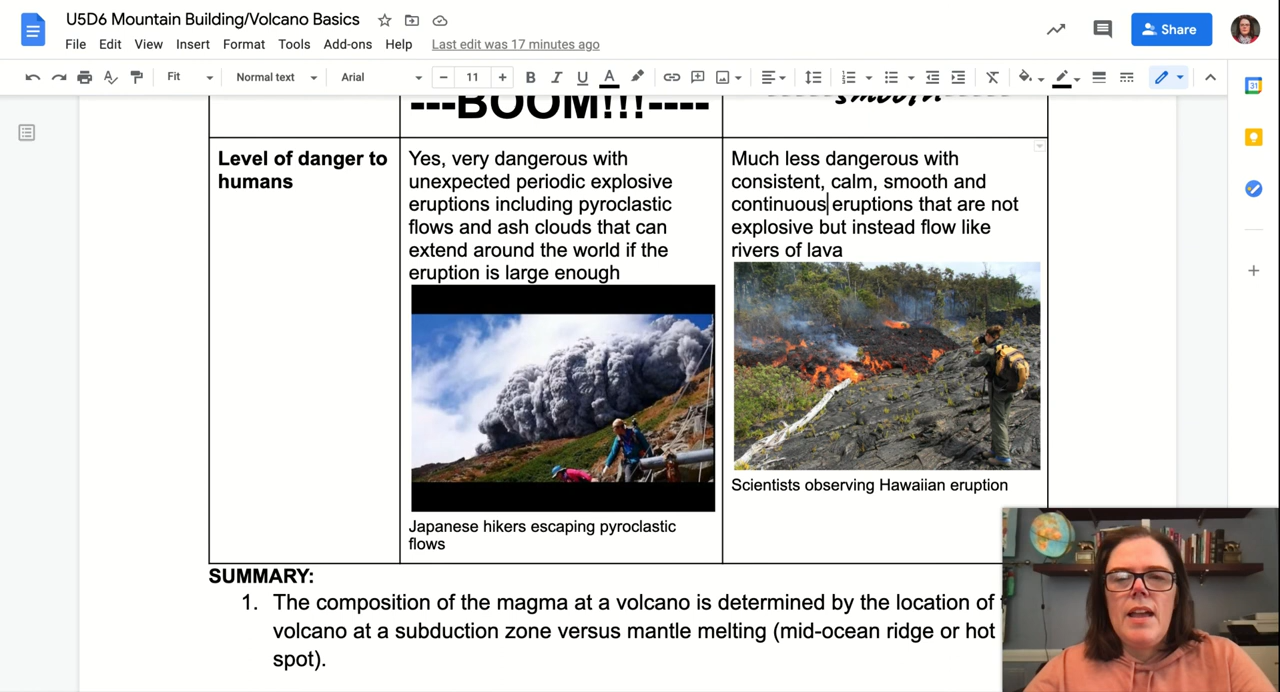 U5D6 Mountain Building/Volcano Basics
Share
File Edit View Insert Format Tools Add-ons Help Last edit was 17 minutes ago
Fit Normal text Arial 11 B I U A
31
---BOOM!!!----
smooth
Level of danger to
humans
Yes, very dangerous with
unexpected periodic explosive
eruptions including pyroclastic
flows and ash clouds that can
extend around the world if the
eruption is large enough
Japanese hikers escaping pyroclastic
flows
Much less dangerous with
consistent, calm, smooth and
continuous eruptions that are not
explosive but instead flow like
rivers of lava
Scientists observing Hawaiian eruption
SUMMARY:
1. The composition of the magma at a volcano is determined by the location of
volcano at a subduction zone versus mantle melting (mid-ocean ridge or hot
spot).